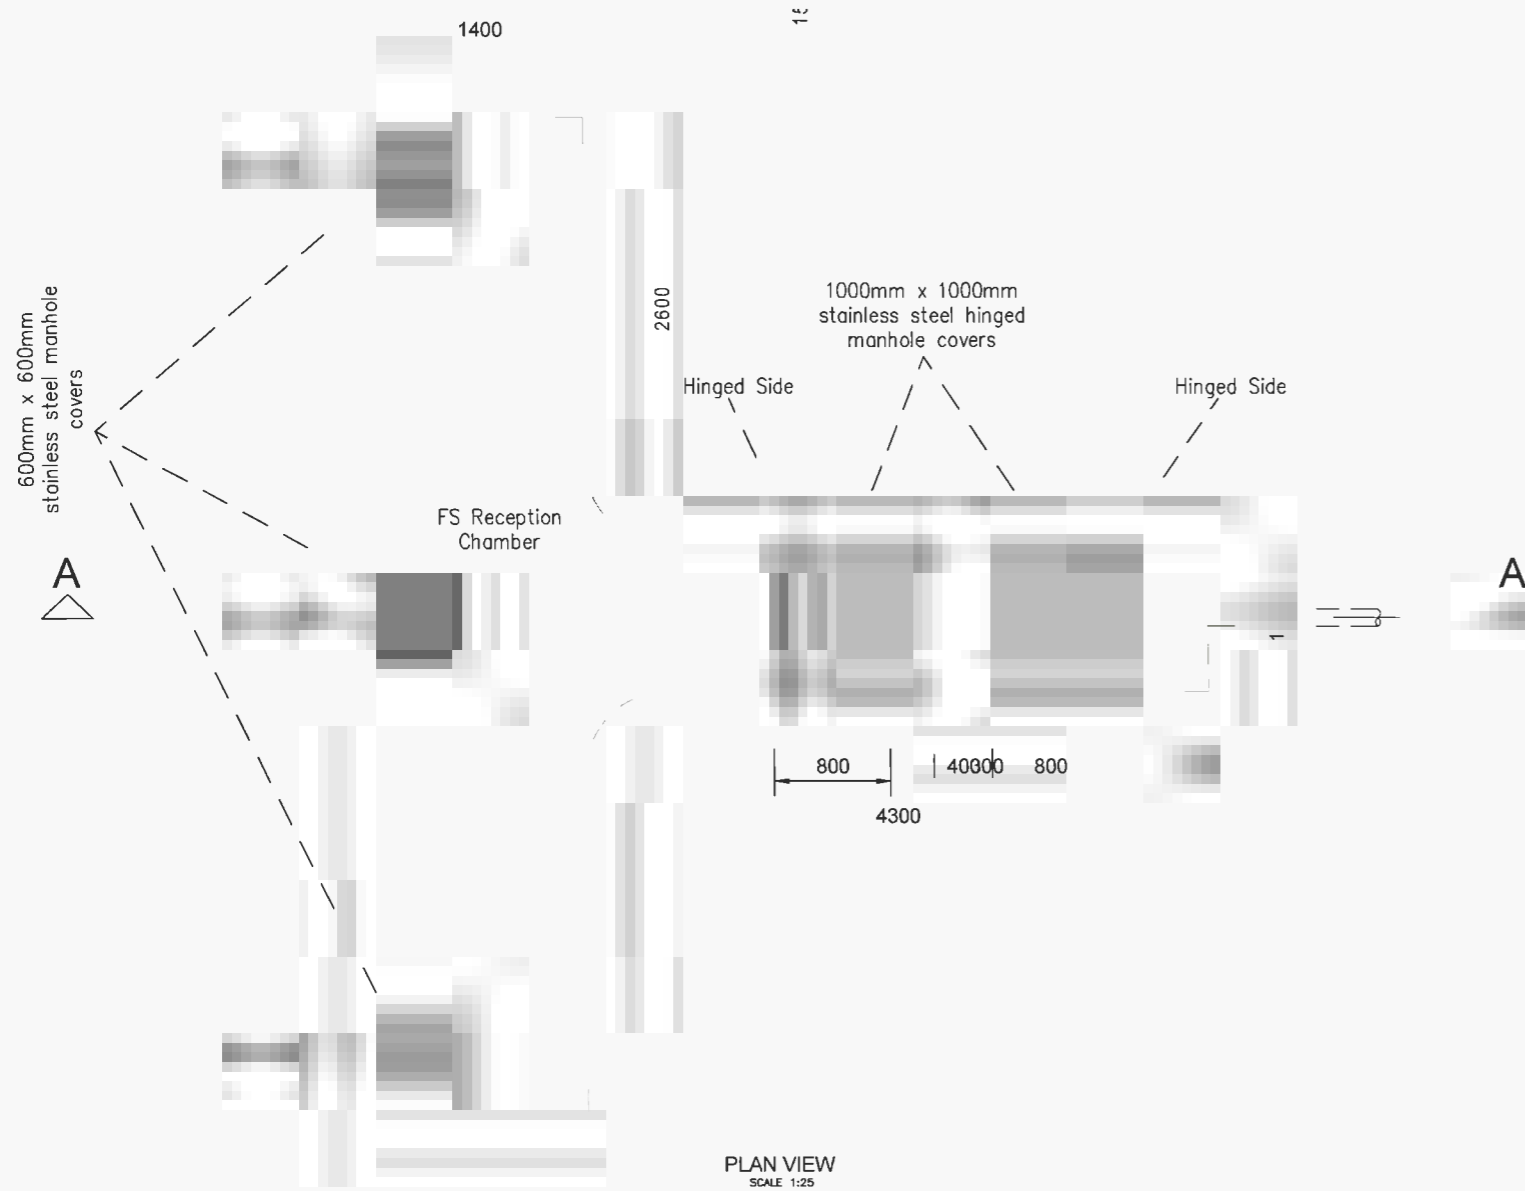 1400
2600
600mm x 600mm
stainless steel manhole
covers
1000mm x 1000mm
stainless steel hinged
manhole covers
Hinged Side
Hinged Side
FS Reception
Chamber
A
A
1
800
800
4300
PLAN VIEW
SCALE 1:25